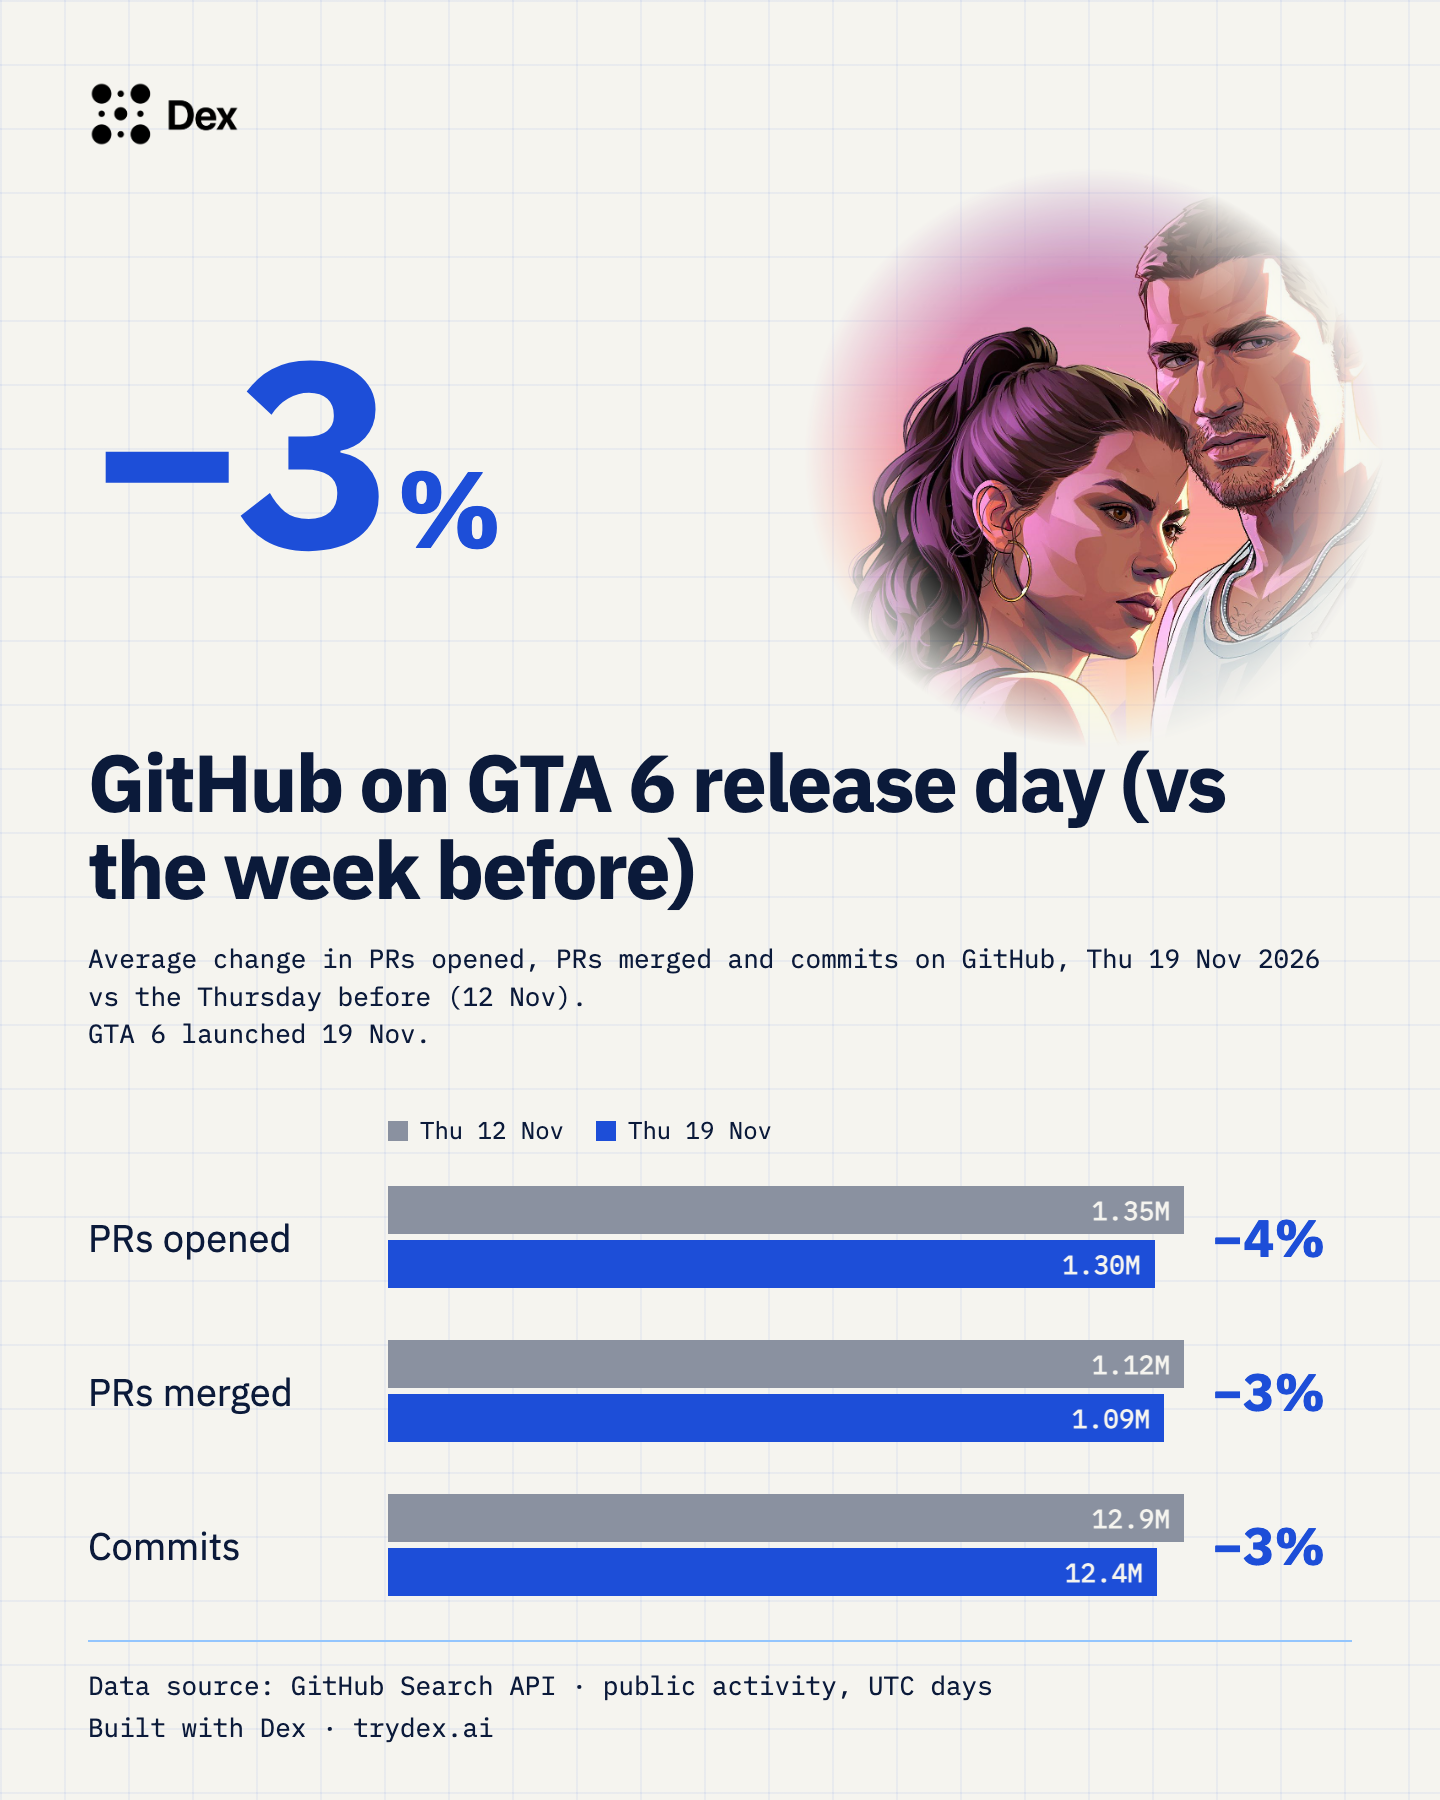 Dex
−3%
GitHub on GTA 6 release day (vs
the week before)
Average change in PRs opened, PRs merged and commits on GitHub, Thu 19 Nov 2026
vs the Thursday before (12 Nov).
GTA 6 launched 19 Nov.
Thu 12 Nov Thu 19 Nov
PRs opened
1.35M
1.30M
−4%
PRs merged
1.12M
1.09M
−3%
Commits
12.9M
12.4M
−3%
Data source: GitHub Search API · public activity, UTC days
Built with Dex · trydex.ai